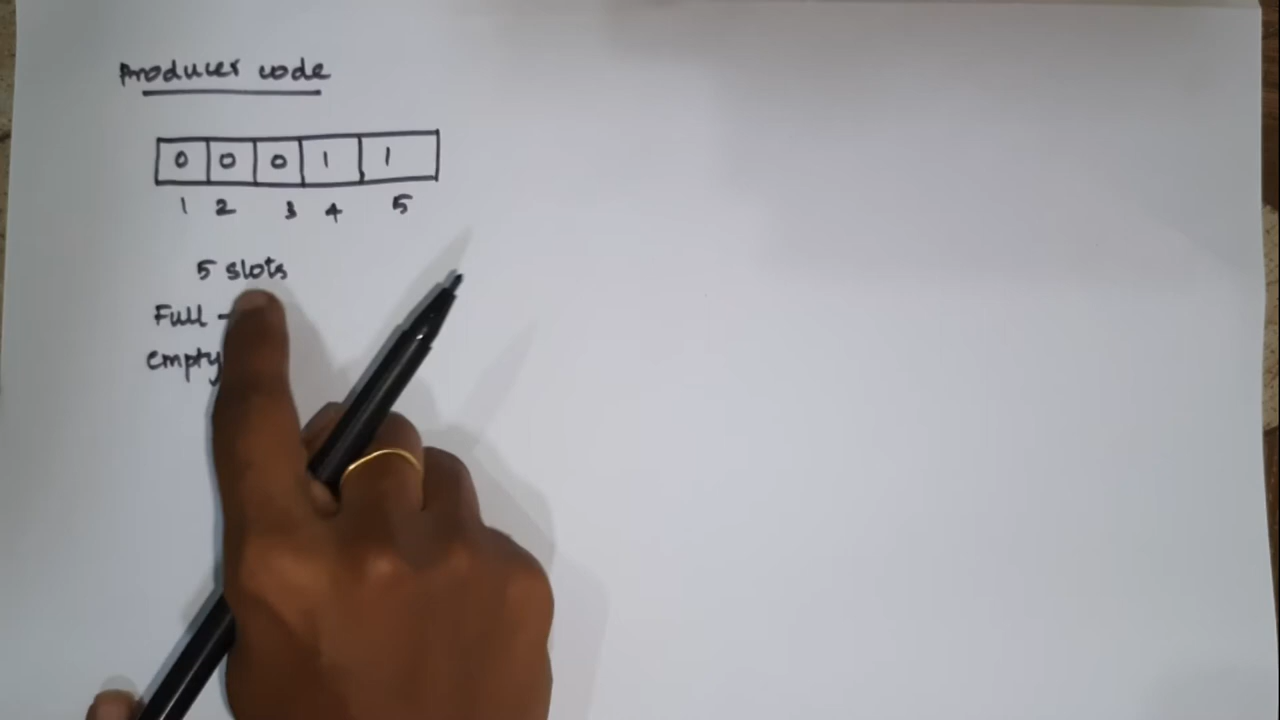 Producer code
0 0 0 1 1
1 2 3 4 5
5 slots
Full -
empty